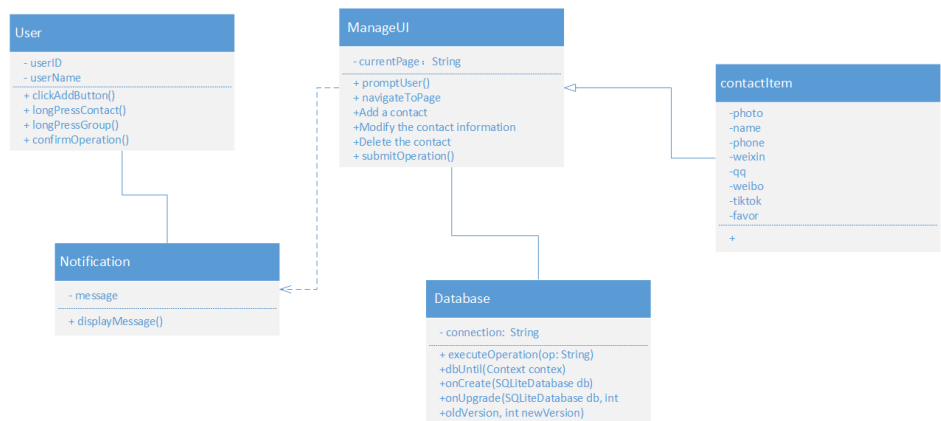 User
- userID
- userName
+ clickAddButton()
+ longPressContact()
+ longPressGroup()
+ confirmOperation()
ManageUI
- currentPage：String
+ promptUser()
+ navigateToPage
+Add a contact
+Modify the contact information
+Delete the contact
+ submitOperation()
contactItem
-photo
-name
-phone
-weixin
-qq
-weibo
-tiktok
-favor
+
Notification
- message
+ displayMessage()
Database
- connection: String
+ executeOperation(op: String)
+dbUntil(Context contex)
+onCreate(SQLiteDatabase db)
+onUpgrade(SQLiteDatabase db, int
+oldVersion, int newVersion)